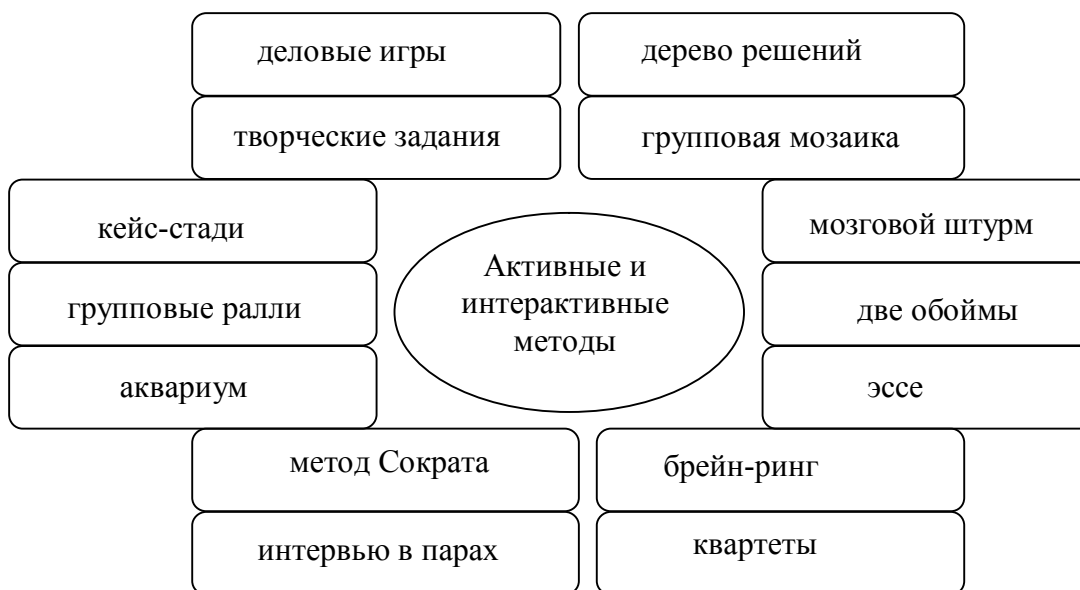 деловые игры
дерево решений
творческие задания
групповая мозаика
кейс-стади
мозговой штурм
Активные и
интерактивные
методы
групповые ралли
две обоймы
аквариум
эссе
метод Сократа
брейн-ринг
интервью в парах
квартеты